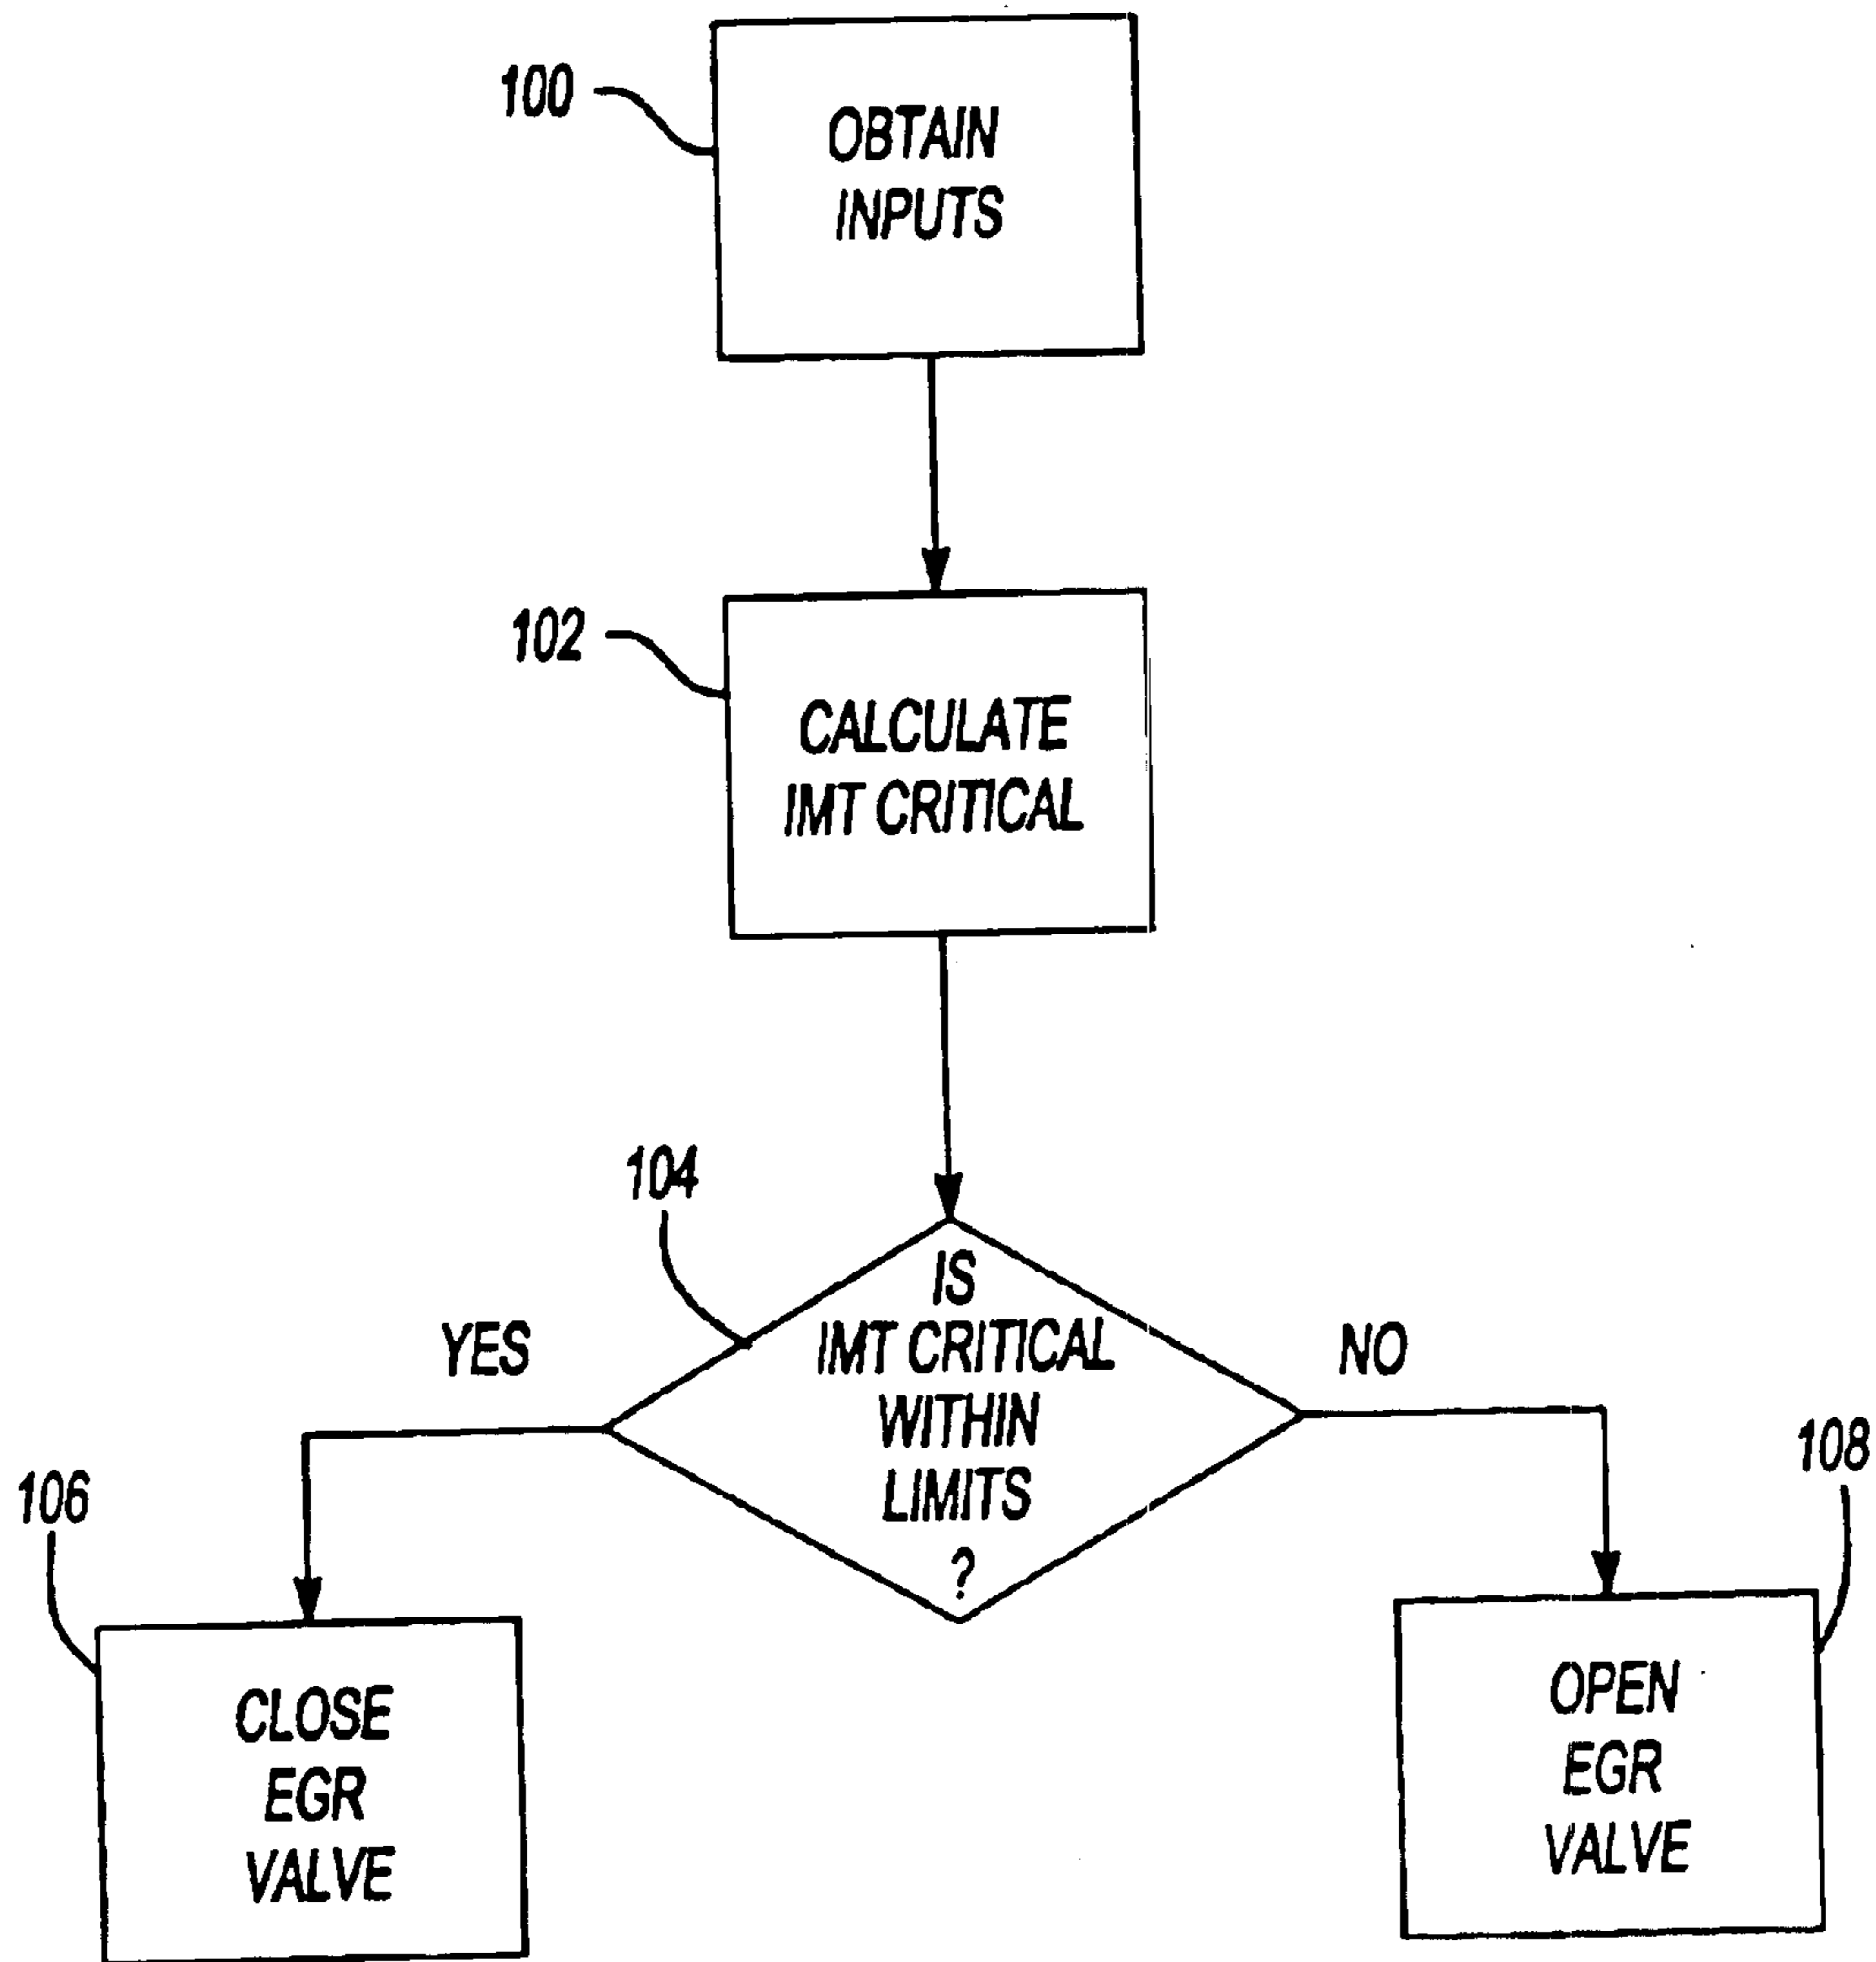 100
OBTAIN
INPUTS
102
CALCULATE
IMT CRITICAL
104
IS
IMT CRITICAL
WITHIN
LIMITS
?
YES
NO
106
CLOSE
EGR
VALVE
108
OPEN
EGR
VALVE